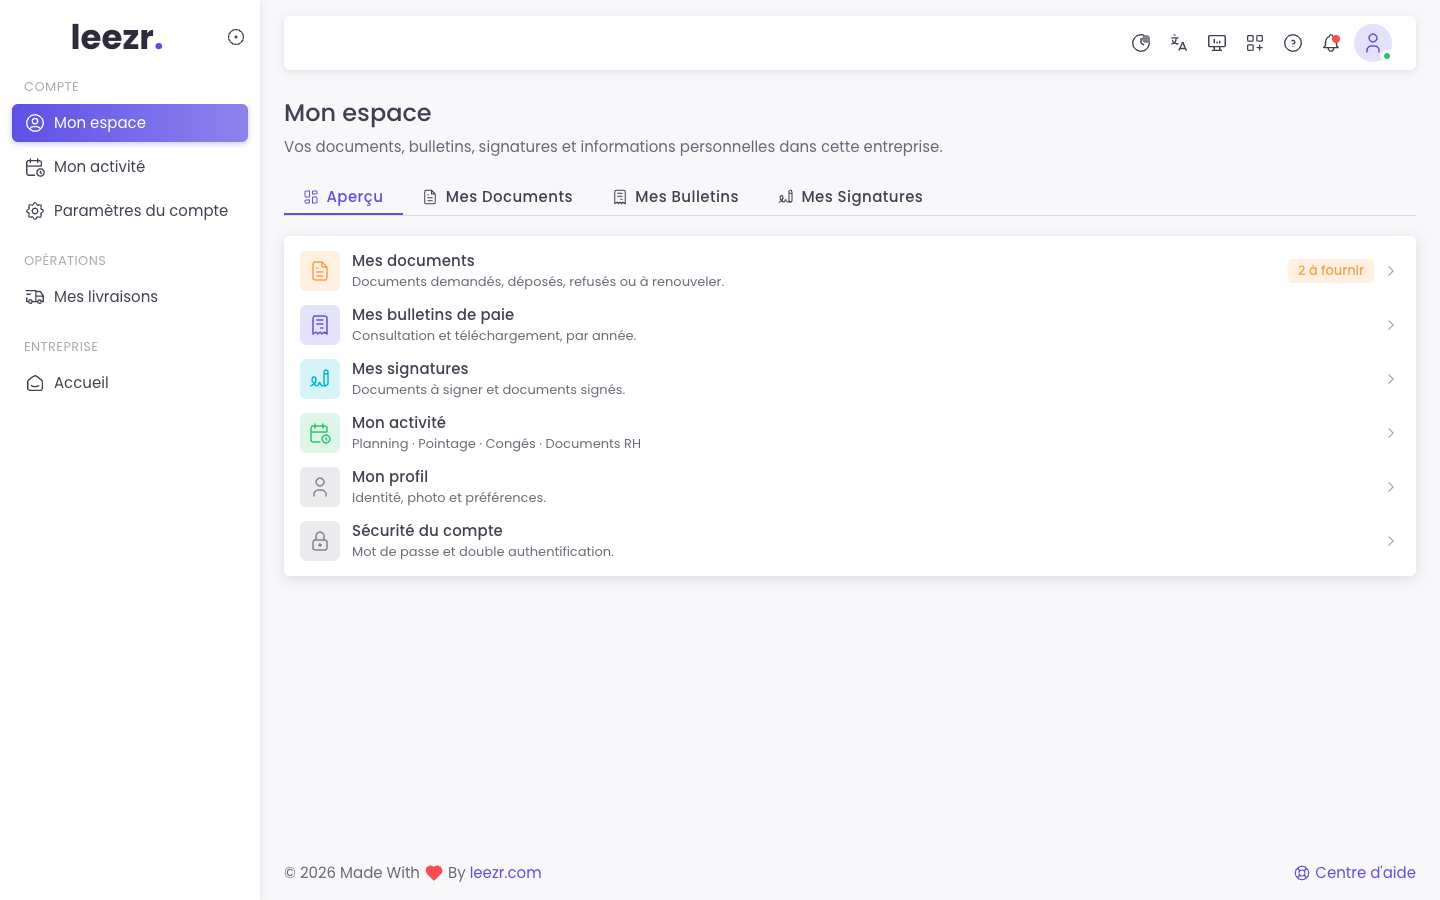 leezr.
COMPTE
Mon espace
Mon activité
Paramètres du compte
OPÉRATIONS
Mes livraisons
ENTREPRISE
Accueil
Mon espace
Vos documents, bulletins, signatures et informations personnelles dans cette entreprise.
Aperçu Mes Documents Mes Bulletins Mes Signatures
Mes documents
Documents demandés, déposés, refusés ou à renouveler.
2 à fournir
Mes bulletins de paie
Consultation et téléchargement, par année.
Mes signatures
Documents à signer et documents signés.
Mon activité
Planning · Pointage · Congés · Documents RH
Mon profil
Identité, photo et préférences.
Sécurité du compte
Mot de passe et double authentification.
© 2026 Made With By leezr.com
Centre d'aide